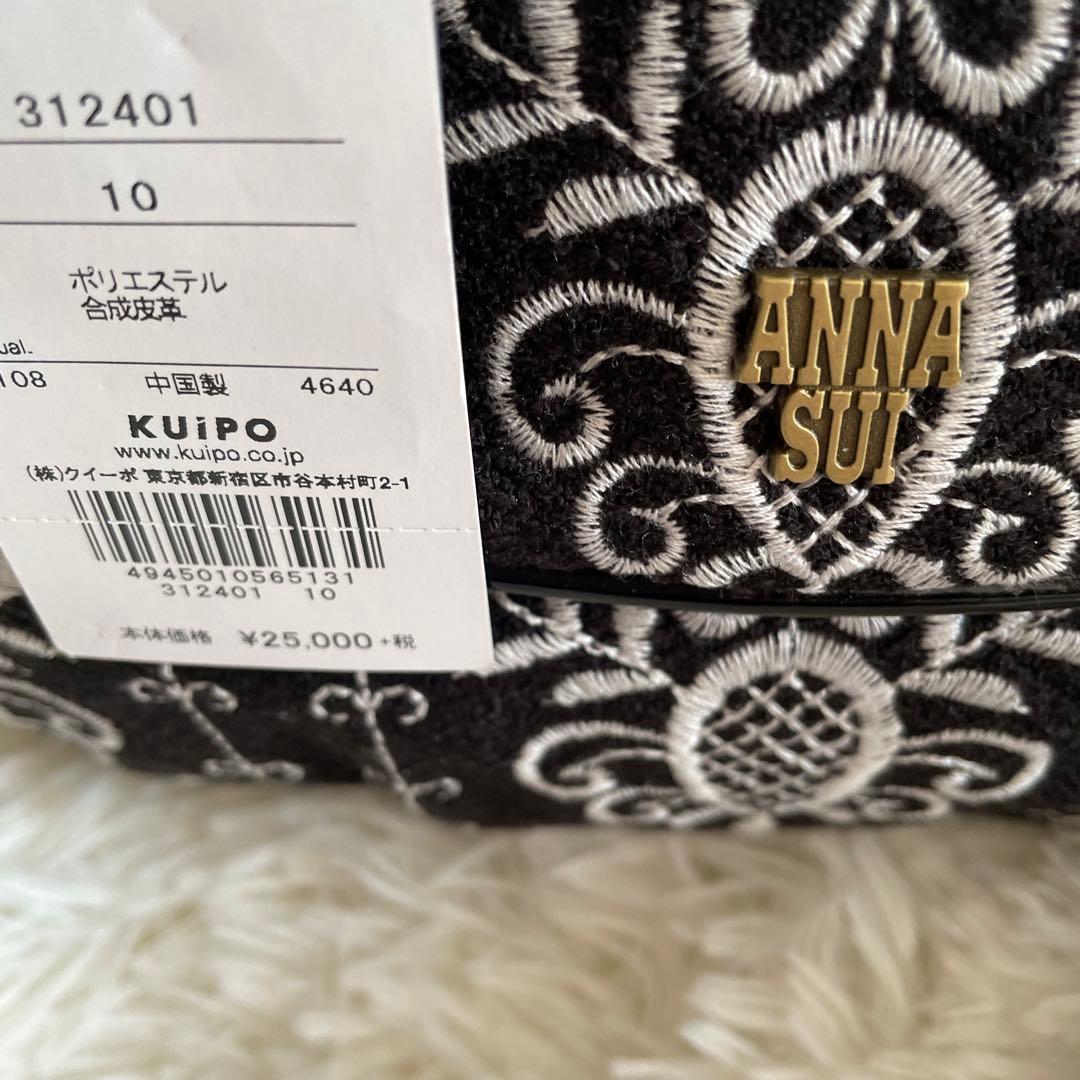 312401
10
ポリエステル
合成皮革
ual.
108 中国製 4640
KUiPO
www.kuipo.co.jp
(株)クイーポ 東京都新宿区市谷本村町2-1
4945010565131
312401 10
本体価格 ¥25,000+税
ANNA
SUI